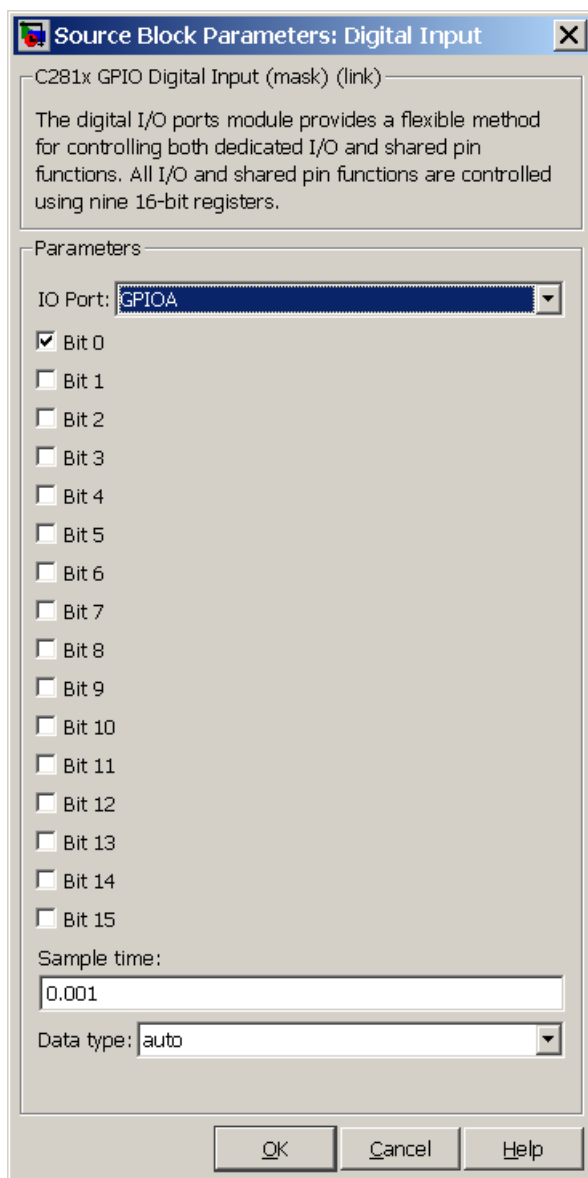 Source Block Parameters: Digital Input
C281x GPIO Digital Input (mask) (link)
The digital I/O ports module provides a flexible method
for controlling both dedicated I/O and shared pin
functions. All I/O and shared pin functions are controlled
using nine 16-bit registers.
Parameters
IO Port: GPIOA
Bit 0
Bit 1
Bit 2
Bit 3
Bit 4
Bit 5
Bit 6
Bit 7
Bit 8
Bit 9
Bit 10
Bit 11
Bit 12
Bit 13
Bit 14
Bit 15
Sample time:
0.001
Data type: auto
OK Cancel Help